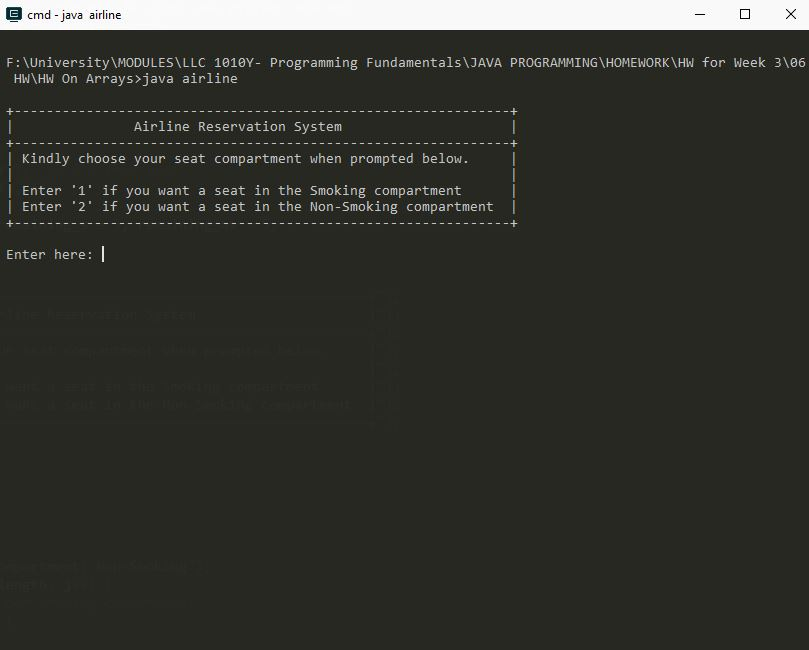 cmd - java airline
F:\University\MODULES\LLC 1010Y- Programming Fundamentals\JAVA PROGRAMMING\HOMEWORK\HW for Week 3\06
HW\HW On Arrays>java airline
+--------------------------------------------------------------+
| Airline Reservation System |
+--------------------------------------------------------------+
| Kindly choose your seat compartment when prompted below. |
| |
| Enter '1' if you want a seat in the Smoking compartment |
| Enter '2' if you want a seat in the Non-Smoking compartment |
+--------------------------------------------------------------+
Enter here: